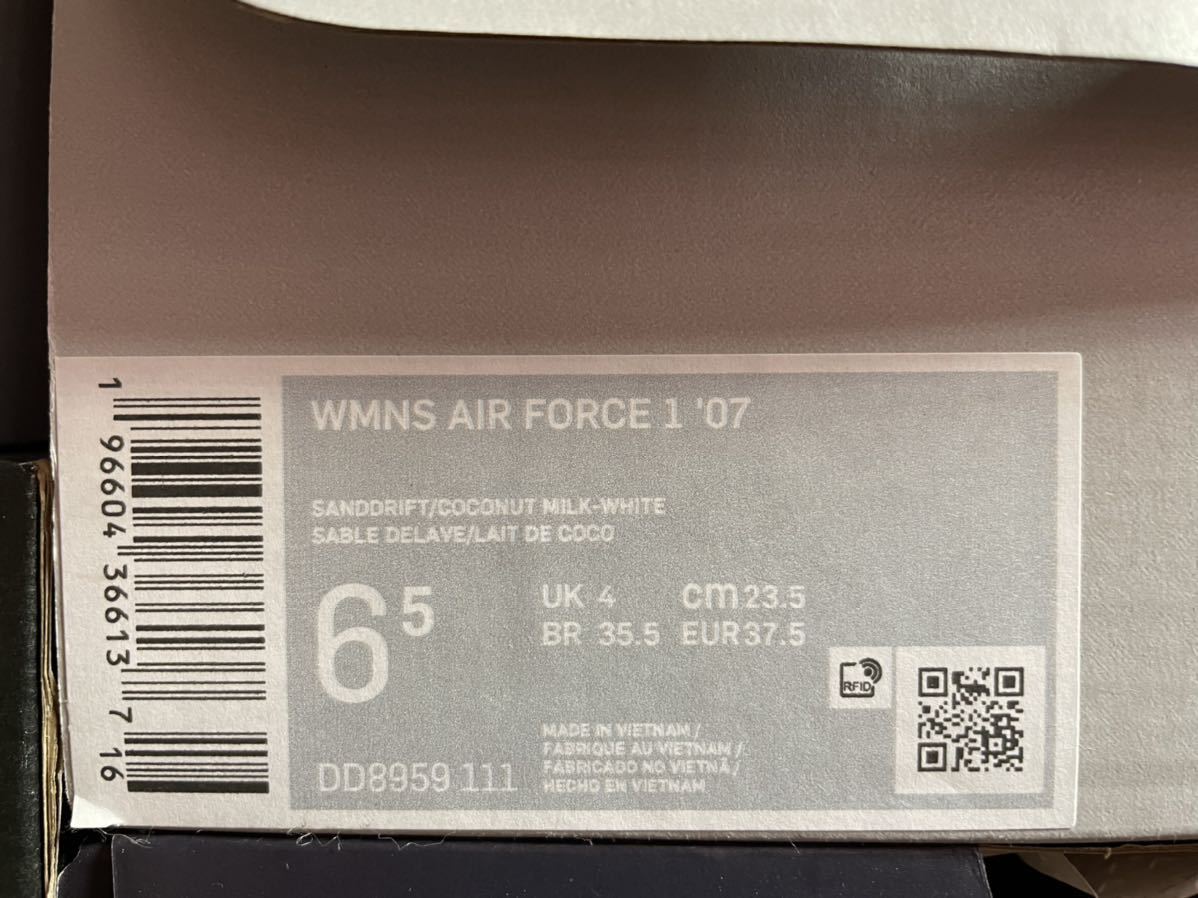 WMNS AIR FORCE 1 '07
SANDDRIFT/COCONUT MILK-WHITE
SABLE DELAVE/LAIT DE COCO
6 5
UK 4 cm 23.5
BR 35.5 EUR 37.5
DD8959 111
MADE IN VIETNAM /
FABRIQUE AU VIETNAM /
FABRICADO NO VIETNÃ /
HECHO EN VIETNAM
RFID
1 96604 36613 7 16